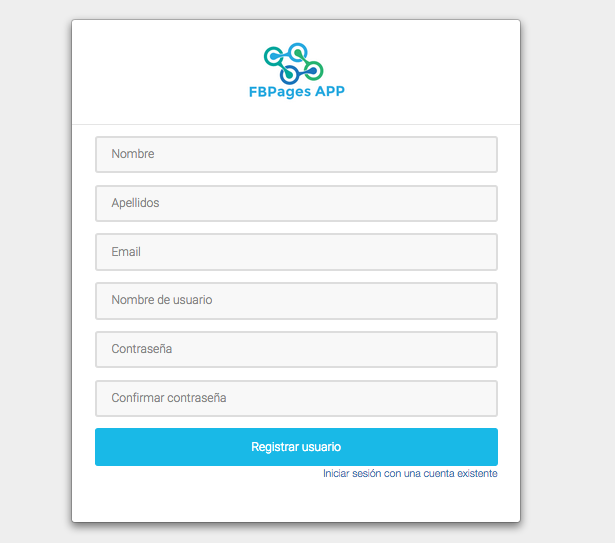 FBPages APP
Nombre
Apellidos
Email
Nombre de usuario
Contraseña
Confirmar contraseña
Registrar usuario
Iniciar sesión con una cuenta existente